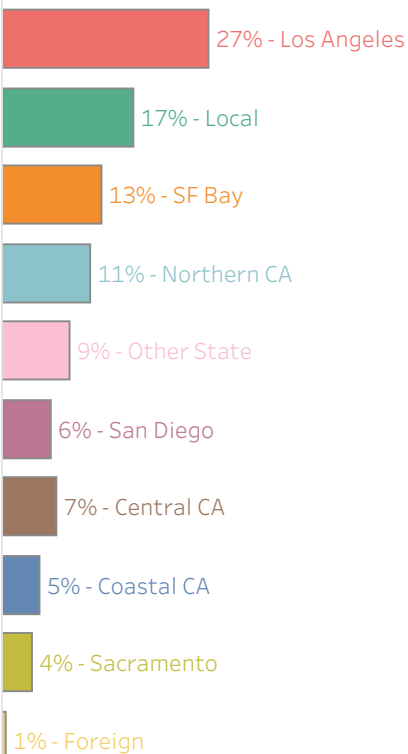 27% - Los Angeles
17% - Local
13% - SF Bay
11% - Northern CA
9% - Other State
6% - San Diego
7% - Central CA
5% - Coastal CA
4% - Sacramento
1% - Foreign